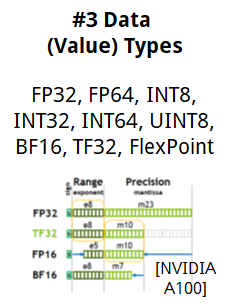 #3 Data
(Value) Types
FP32, FP64, INT8,
INT32, INT64, UINT8,
BF16, TF32, FlexPoint
sign Range Precision
exponent mantissa
e8 m23
FP32
e8 m10
TF32
e5 m10
FP16
e8 m7
BF16
[NVIDIA
A100]